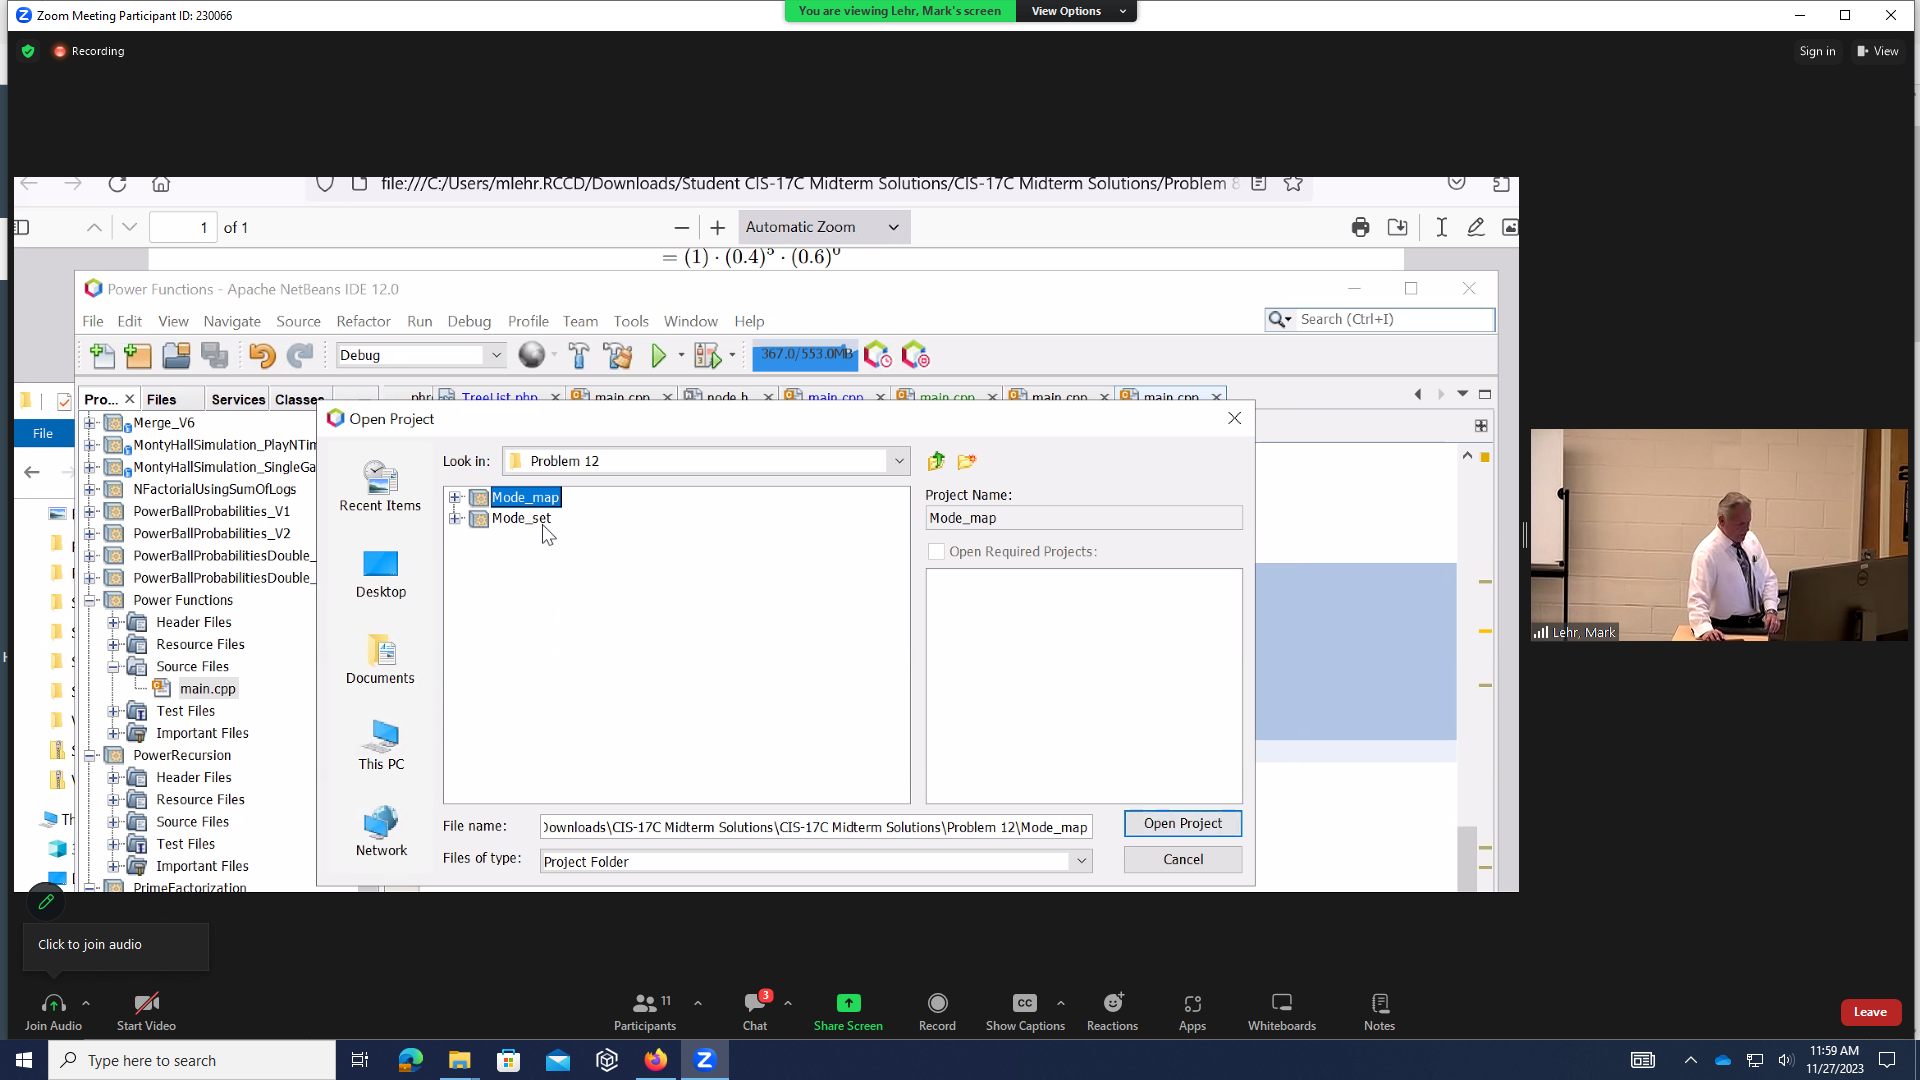 Zoom Meeting Participant ID: 230066
You are viewing Lehr, Mark's screen
View Options
Recording
Sign in
View
file:///C:/Users/mlehr.RCCD/Downloads/Student CIS-17C Midterm Solutions/CIS-17C Midterm Solutions/Problem 8
1 of 1
Automatic Zoom
= (1) · (0.4)⁵ · (0.6)⁰
Power Functions - Apache NetBeans IDE 12.0
File Edit View Navigate Source Refactor Run Debug Profile Team Tools Window Help
Search (Ctrl+I)
Debug
367.0/553.0MB
Pro... Files Services Classes
phr TreeList.php main.cpp node.h main.cpp main.cpp main.cpp main.cpp
File
Merge_V6
MontyHallSimulation_PlayNTim
MontyHallSimulation_SingleGa
NFactorialUsingSumOfLogs
PowerBallProbabilities_V1
PowerBallProbabilities_V2
PowerBallProbabilitiesDouble_
PowerBallProbabilitiesDouble_
Power Functions
Header Files
Resource Files
Source Files
main.cpp
Test Files
Important Files
PowerRecursion
Header Files
Resource Files
Source Files
Test Files
Important Files
PrimeFactorization
Th
Open Project
Look in: Problem 12
Recent Items
Desktop
Documents
This PC
Network
Mode_map
Mode_set
Project Name:
Mode_map
Open Required Projects:
File name: Downloads\CIS-17C Midterm Solutions\CIS-17C Midterm Solutions\Problem 12\Mode_map
Files of type: Project Folder
Open Project
Cancel
Lehr, Mark
Click to join audio
Join Audio
Start Video
Participants 11
Chat 3
Share Screen
Record
CC
Show Captions
Reactions
Apps
Whiteboards
Notes
Leave
Type here to search
11:59 AM
11/27/2023